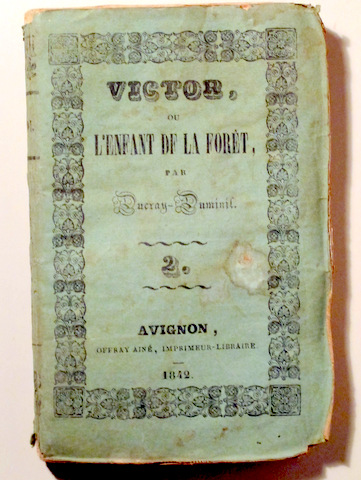 VICTOR,
OU
L'ENFANT DE LA FORÊT,
PAR
Ducray-Duminil.
2.
AVIGNON,
OFFRAY AINÉ, IMPRIMEUR-LIBRAIRE
1842.